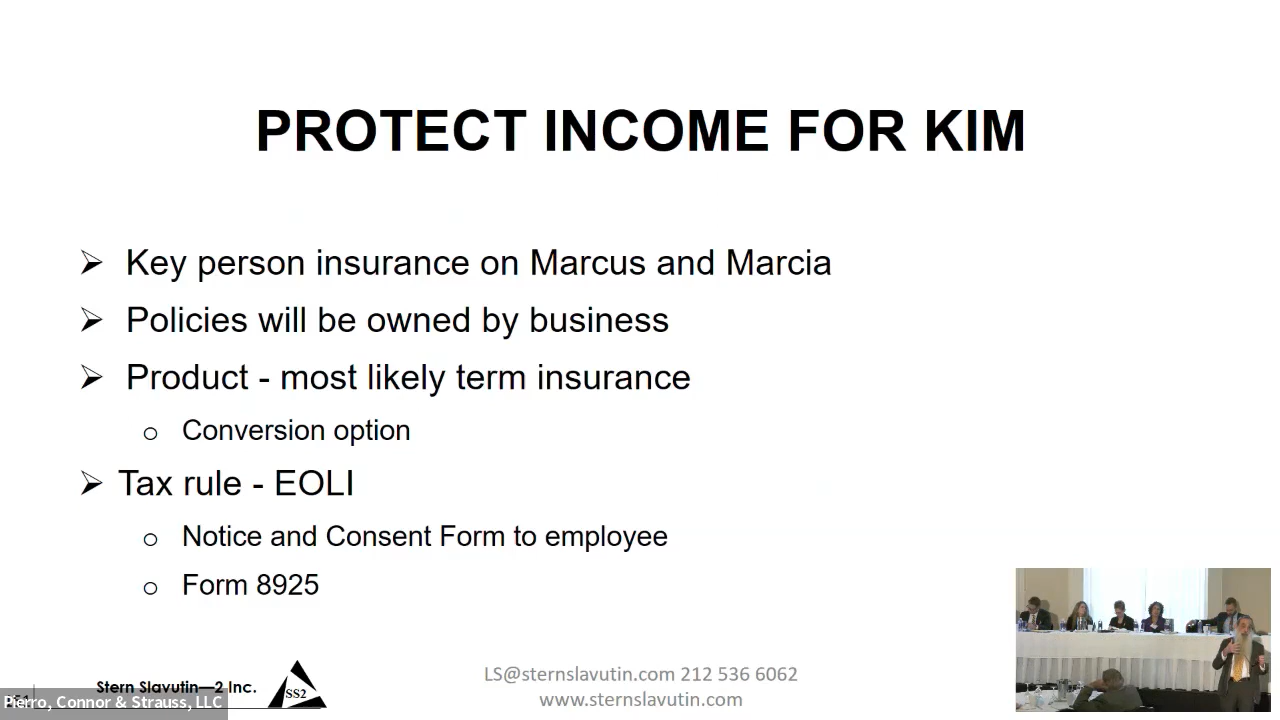 PROTECT INCOME FOR KIM
Key person insurance on Marcus and Marcia
Policies will be owned by business
Product - most likely term insurance
Conversion option
Tax rule - EOLI
Notice and Consent Form to employee
Form 8925
Stern Slavutin—2 Inc.
SS2
LS@sternslavutin.com 212 536 6062
www.sternslavutin.com
Pierro, Connor & Strauss, LLC